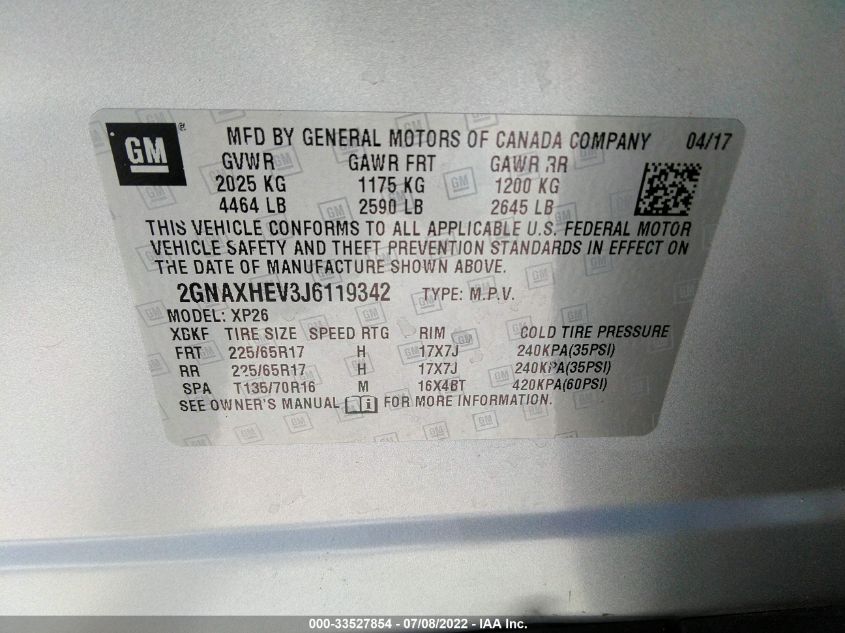 GM ® MFD BY GENERAL MOTORS OF CANADA COMPANY 04/17
GVWR GAWR FRT GAWR RR
2025 KG 1175 KG 1200 KG
4464 LB 2590 LB 2645 LB
THIS VEHICLE CONFORMS TO ALL APPLICABLE U.S. FEDERAL MOTOR
VEHICLE SAFETY AND THEFT PREVENTION STANDARDS IN EFFECT ON
THE DATE OF MANUFACTURE SHOWN ABOVE.
2GNAXHEV3J6119342 TYPE: M.P.V.
MODEL: XP26
XGKF TIRE SIZE SPEED RTG RIM COLD TIRE PRESSURE
FRT 225/65R17 H 17X7J 240KPA(35PSI)
RR 225/65R17 H 17X7J 240KPA(35PSI)
SPA T135/70R16 M 16X4BT 420KPA(60PSI)
SEE OWNER'S MANUAL FOR MORE INFORMATION.
000-33527854 - 07/08/2022 - IAA Inc.